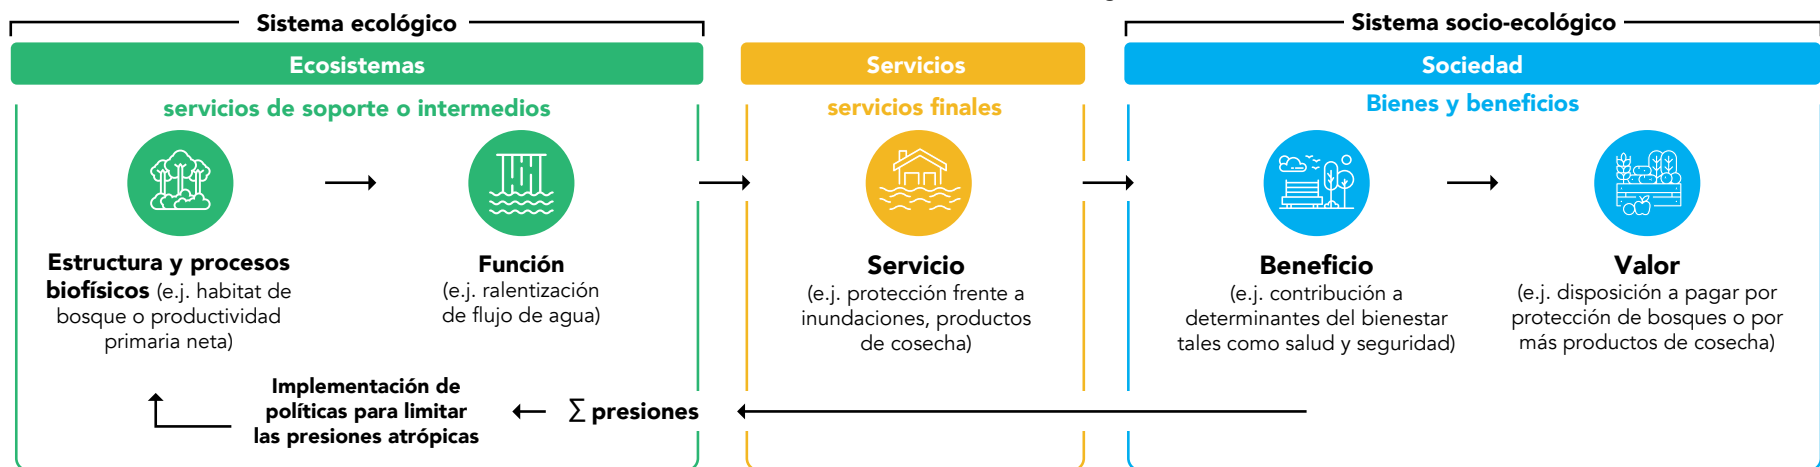 Sistema ecológico
Sistema socio-ecológico
Ecosistemas
Servicios
Sociedad
servicios de soporte o intermedios
servicios finales
Bienes y beneficios
Estructura y procesos
biofísicos (e.j. habitat de
bosque o productividad
primaria neta)
Función
(e.j. ralentización
de flujo de agua)
Servicio
(e.j. protección frente a
inundaciones, productos
de cosecha)
Beneficio
(e.j. contribución a
determinantes del bienestar
tales como salud y seguridad)
Valor
(e.j. disposición a pagar por
protección de bosques o por
más productos de cosecha)
Implementación de
políticas para limitar
las presiones atrópicas
∑ presiones